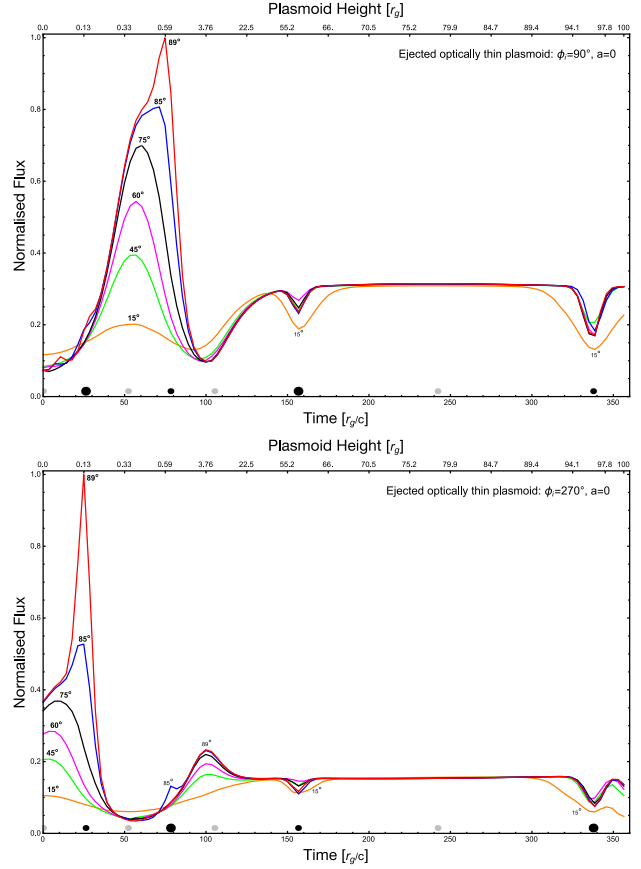 Plasmoid Height [r_g]
0.0 0.13 0.33 0.59 3.76 22.5 55.2 66. 70.5 75.2 79.9 84.7 89.4 94.1 97.8 100
1.0
89°
Ejected optically thin plasmoid: ϕᵢ=90°, a=0
85°
0.8
75°
0.6
60°
Normalised Flux
45°
0.4
15°
0.2
15°
15°
0.0
0 50 100 150 200 250 300 350
Time [r_g/c]
Plasmoid Height [r_g]
0.0 0.13 0.33 0.59 3.76 22.5 55.2 66. 70.5 75.2 79.9 84.7 89.4 94.1 97.8 100
1.0
89°
Ejected optically thin plasmoid: ϕᵢ=270°, a=0
0.8
Normalised Flux
0.6
85°
0.4
75°
60°
89°
45°
0.2
85°
15°
15°
15°
0.0
0 50 100 150 200 250 300 350
Time [r_g/c]